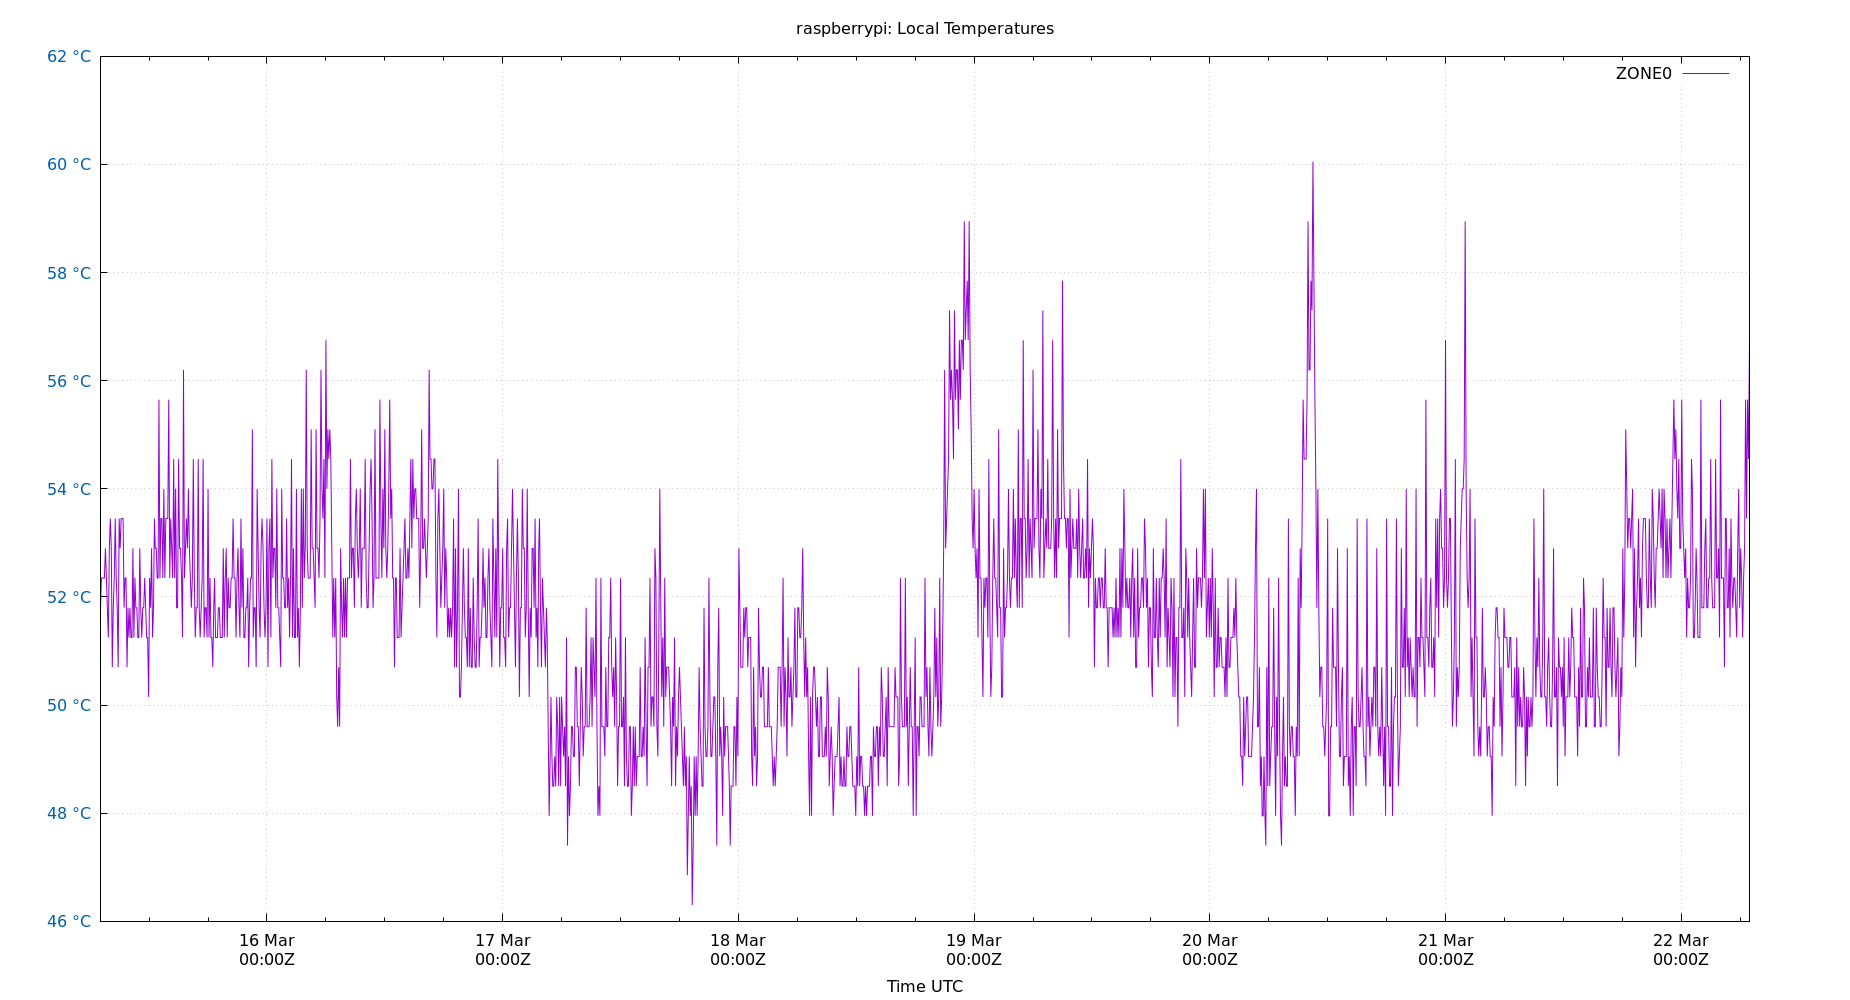 raspberrypi: Local Temperatures
62 °C
ZONE0
60 °C
58 °C
56 °C
54 °C
52 °C
50 °C
48 °C
46 °C
16 Mar
00:00Z
17 Mar
00:00Z
18 Mar
00:00Z
19 Mar
00:00Z
20 Mar
00:00Z
21 Mar
00:00Z
22 Mar
00:00Z
Time UTC